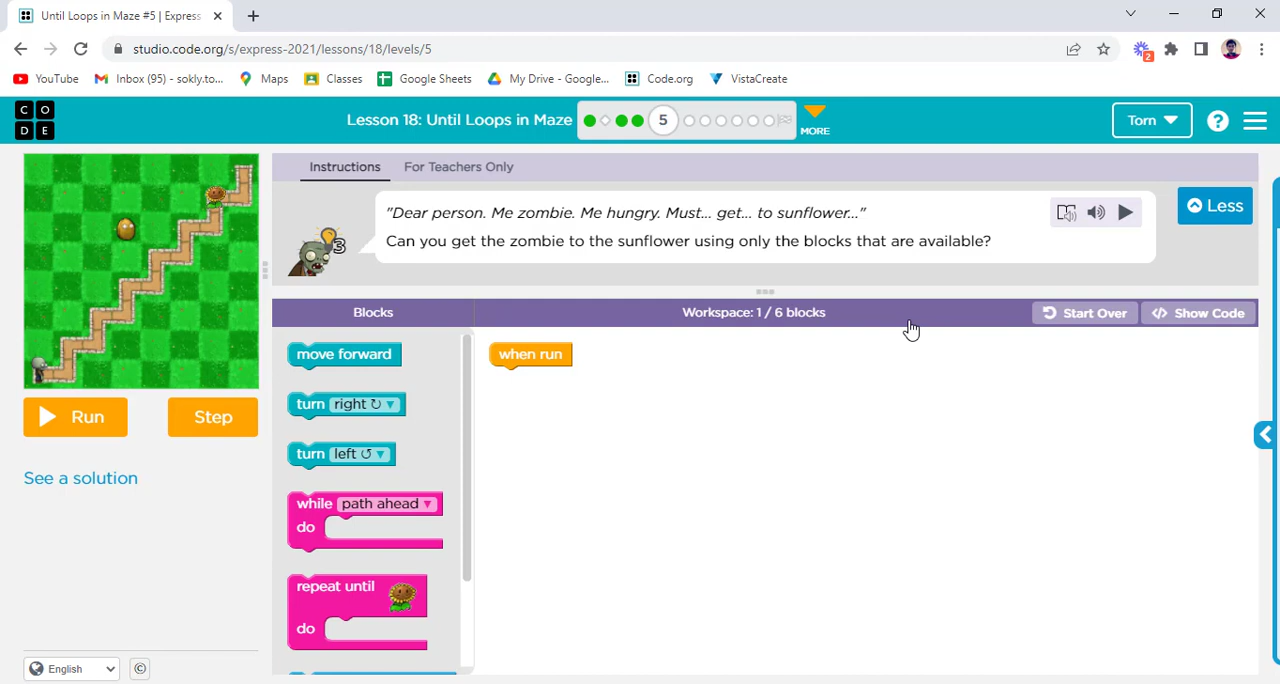 Until Loops in Maze #5 | Express
studio.code.org/s/express-2021/lessons/18/levels/5
2
YouTube
Inbox (95) - sokly.to...
Maps
Classes
Google Sheets
My Drive - Google...
Code.org
VistaCreate
C O
D E
Lesson 18: Until Loops in Maze
5
MORE
Torn
?
Instructions
For Teachers Only
"Dear person. Me zombie. Me hungry. Must... get... to sunflower..."
Can you get the zombie to the sunflower using only the blocks that are available?
3
Less
Blocks
Workspace: 1 / 6 blocks
Start Over
</> Show Code
move forward
when run
turn right ↻
turn left ↺
while path ahead
do
repeat until
do
Run
Step
See a solution
English
©